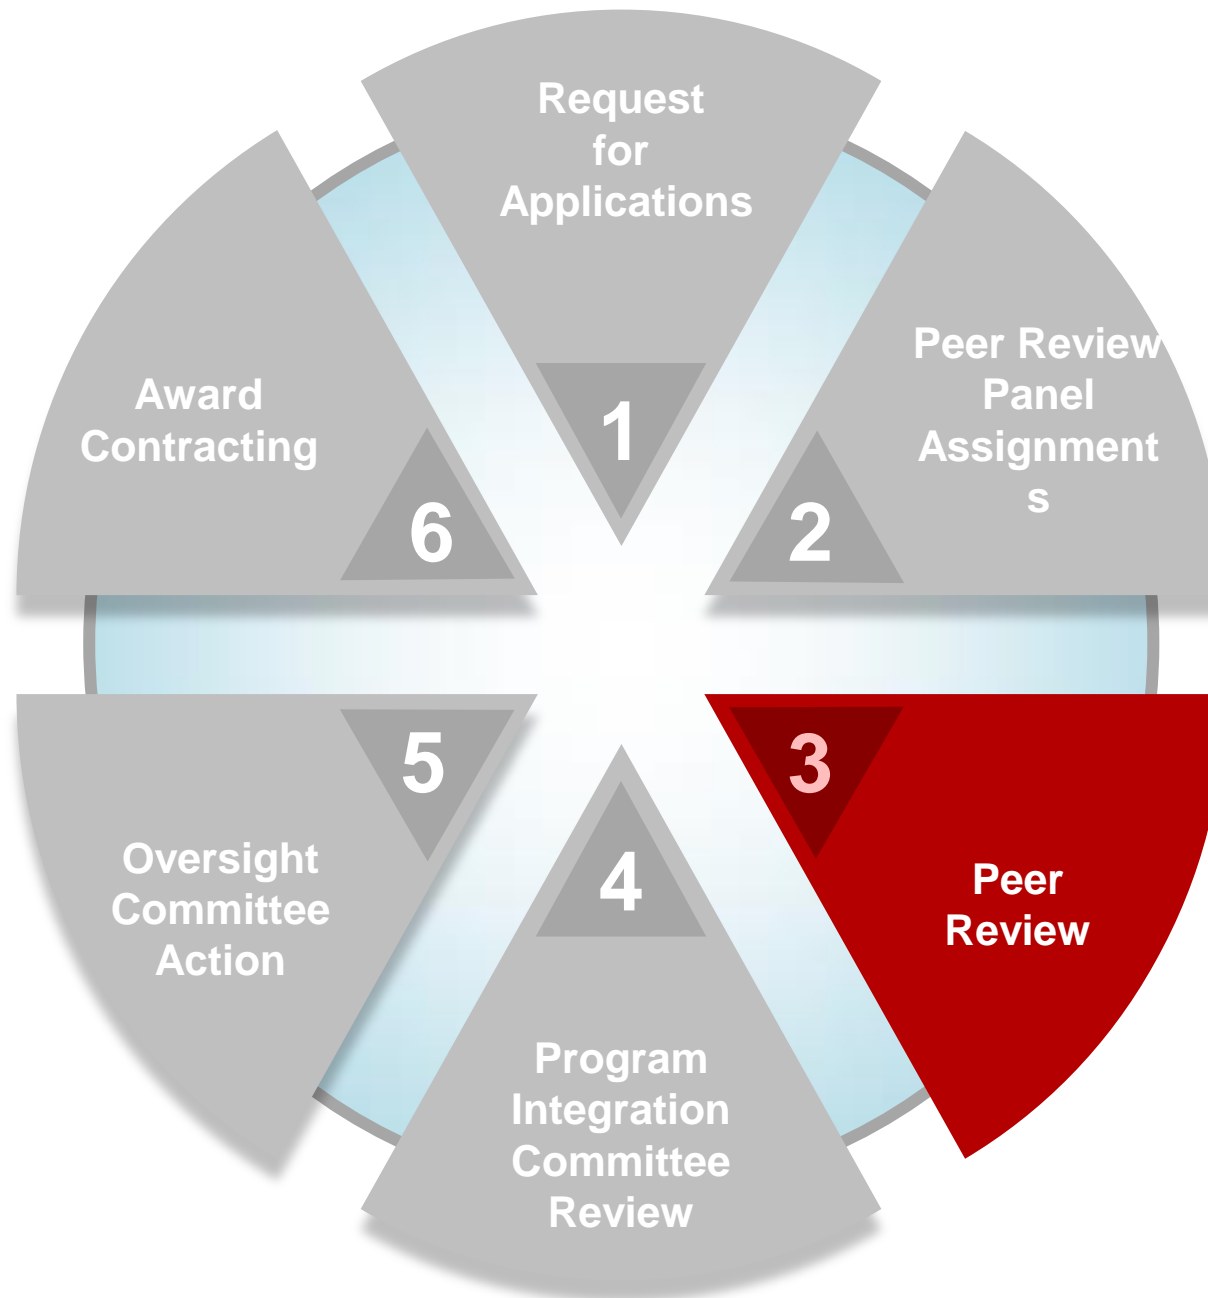 Request
for
Applications
1
Peer Review
Panel
Assignment
s
2
3
Peer
Review
4
Program
Integration
Committee
Review
5
Oversight
Committee
Action
Award
Contracting
6